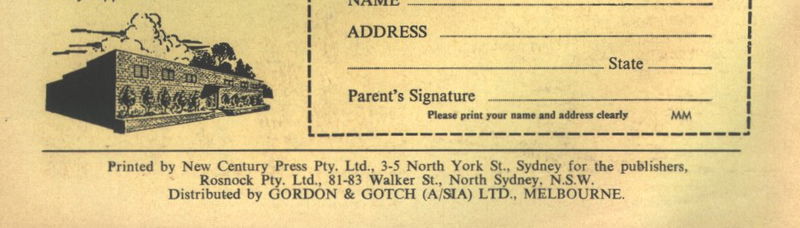 NAME
ADDRESS
State
Parent's Signature
Please print your name and address clearly MM
Printed by New Century Press Pty. Ltd., 3-5 North York St., Sydney for the publishers,
Rosnock Pty. Ltd., 81-83 Walker St., North Sydney, N.S.W.
Distributed by GORDON & GOTCH (A/SIA) LTD., MELBOURNE.